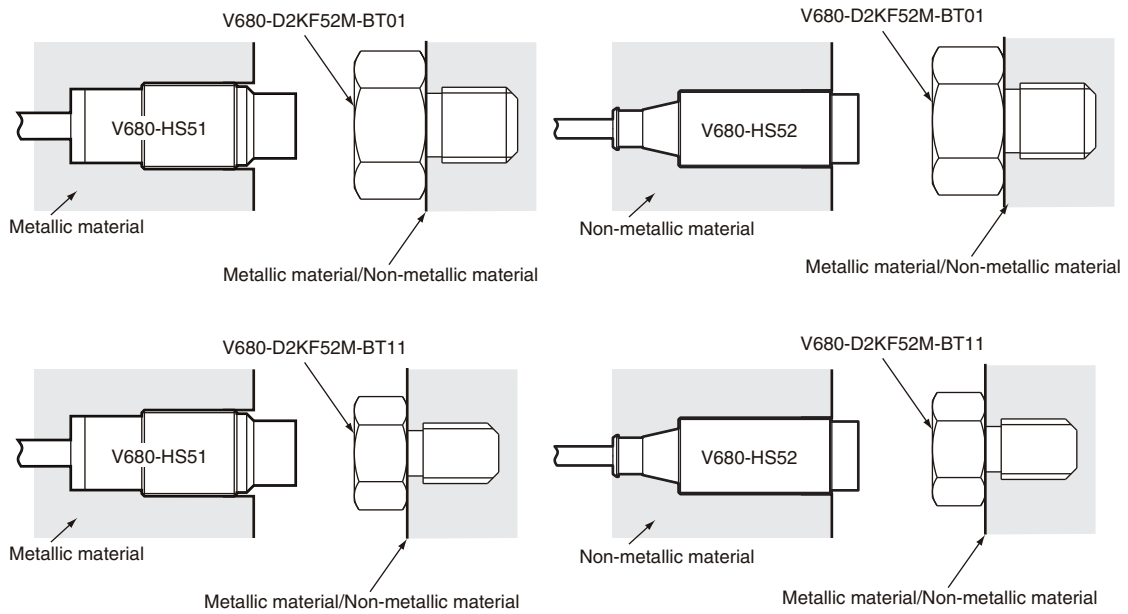 V680-D2KF52M-BT01
V680-HS51
Metallic material
Metallic material/Non-metallic material
V680-D2KF52M-BT01
V680-HS52
Non-metallic material
Metallic material/Non-metallic material
V680-D2KF52M-BT11
V680-HS51
Metallic material
Metallic material/Non-metallic material
V680-D2KF52M-BT11
V680-HS52
Non-metallic material
Metallic material/Non-metallic material